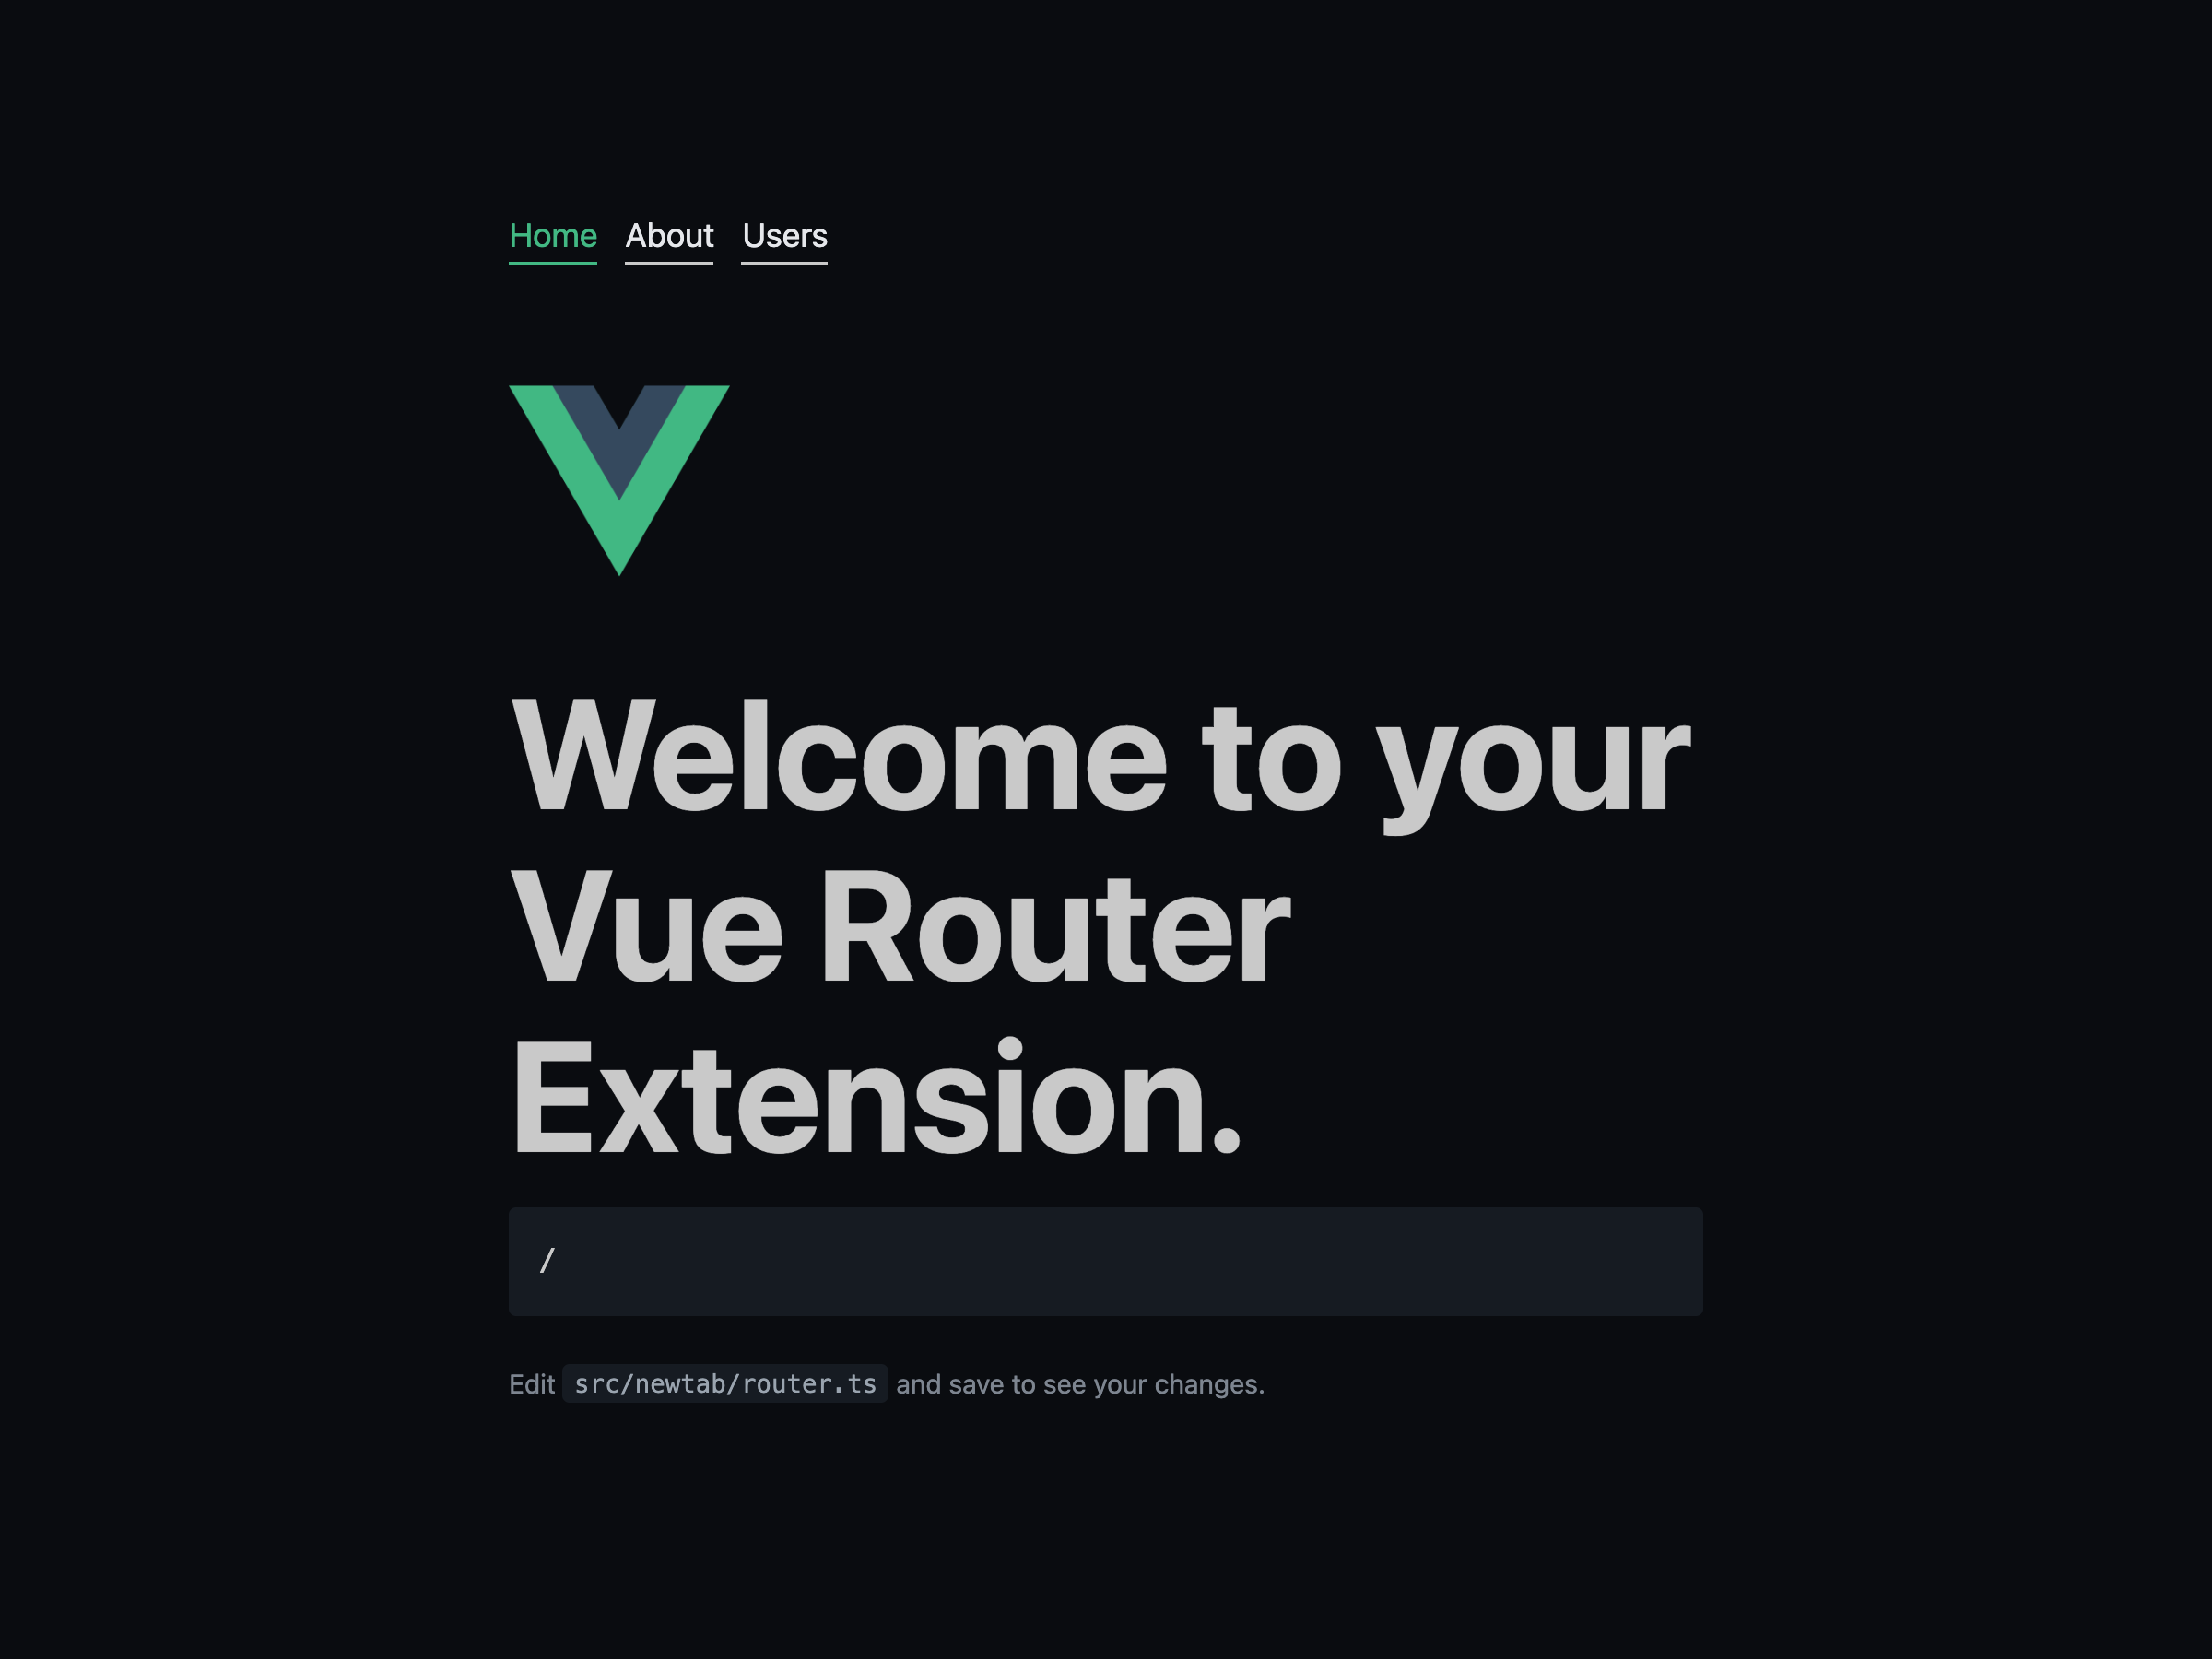 Home About Users
Welcome to your
Vue Router
Extension.
/
Edit src/newtab/router.ts and save to see your changes.